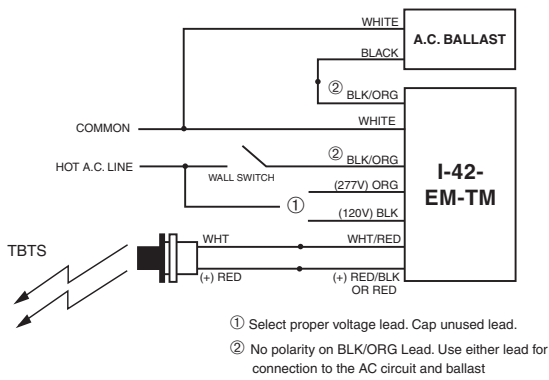 WHITE
A.C. BALLAST
BLACK
② BLK/ORG
WHITE
COMMON
② BLK/ORG
HOT A.C. LINE
WALL SWITCH
I-42-
EM-TM
(277V) ORG
①
(120V) BLK
TBTS
WHT
WHT/RED
(+) RED
(+) RED/BLK
OR RED
① Select proper voltage lead. Cap unused lead.
② No polarity on BLK/ORG Lead. Use either lead for
connection to the AC circuit and ballast